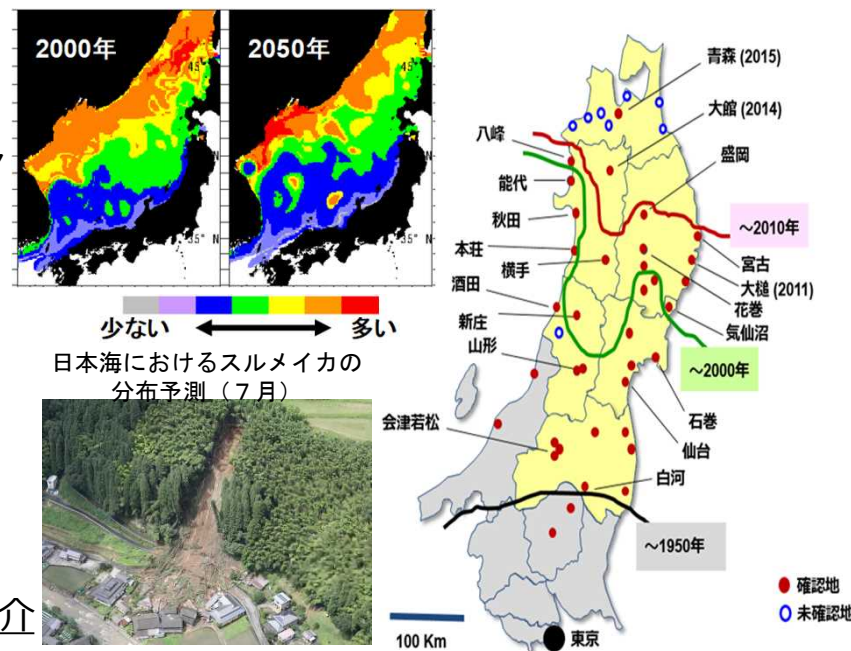 2000年
2050年
45°
45°
35° N
35° N
少ない
多い
日本海におけるスルメイカの
分布予測（７月）
介
青森 (2015)
大館 (2014)
八峰
盛岡
能代
秋田
～2010年
本荘
宮古
横手
大槌 (2011)
酒田
花巻
新庄
気仙沼
山形
～2000年
石巻
会津若松
仙台
白河
～1950年
確認地
未確認地
100 Km
東京